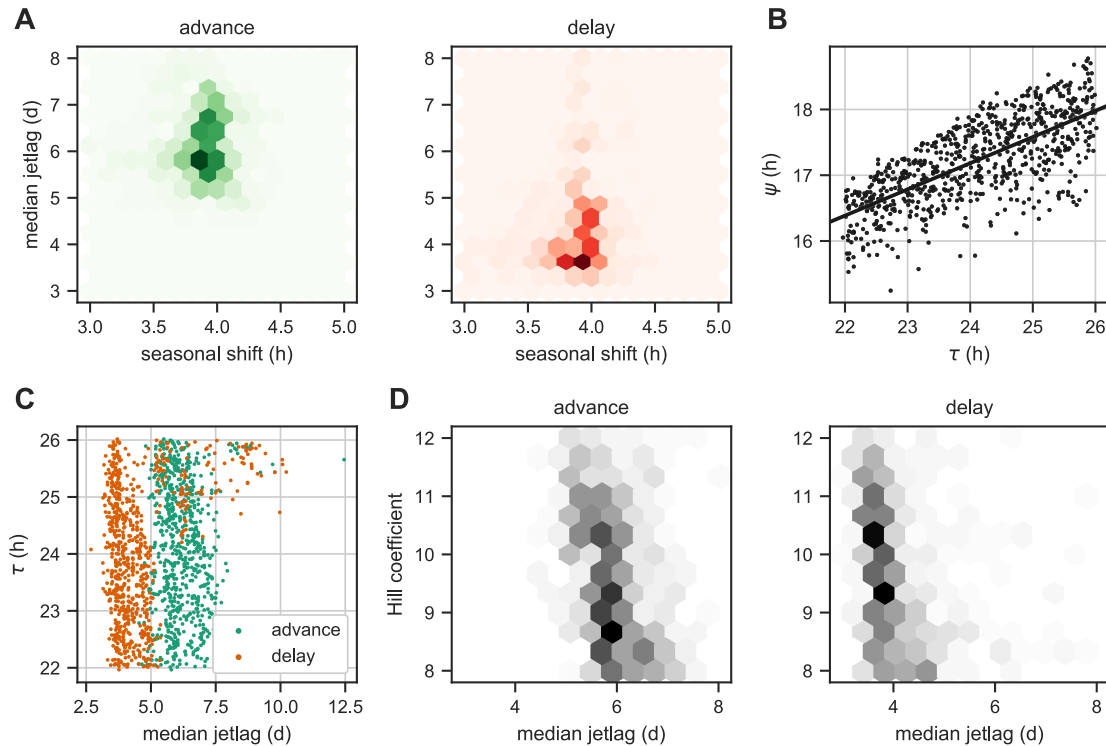 A
advance
delay
B
8
7
6
5
4
3
median jetlag (d)
3.0 3.5 4.0 4.5 5.0
seasonal shift (h)
3.0 3.5 4.0 4.5 5.0
seasonal shift (h)
18
17
16
ψ (h)
22 23 24 25 26
τ (h)
C
D
advance
delay
26
25
24
23
22
τ (h)
advance
delay
2.5 5.0 7.5 10.0 12.5
median jetlag (d)
12
11
10
9
8
Hill coefficient
4 6 8
median jetlag (d)
12
11
10
9
8
4 6 8
median jetlag (d)